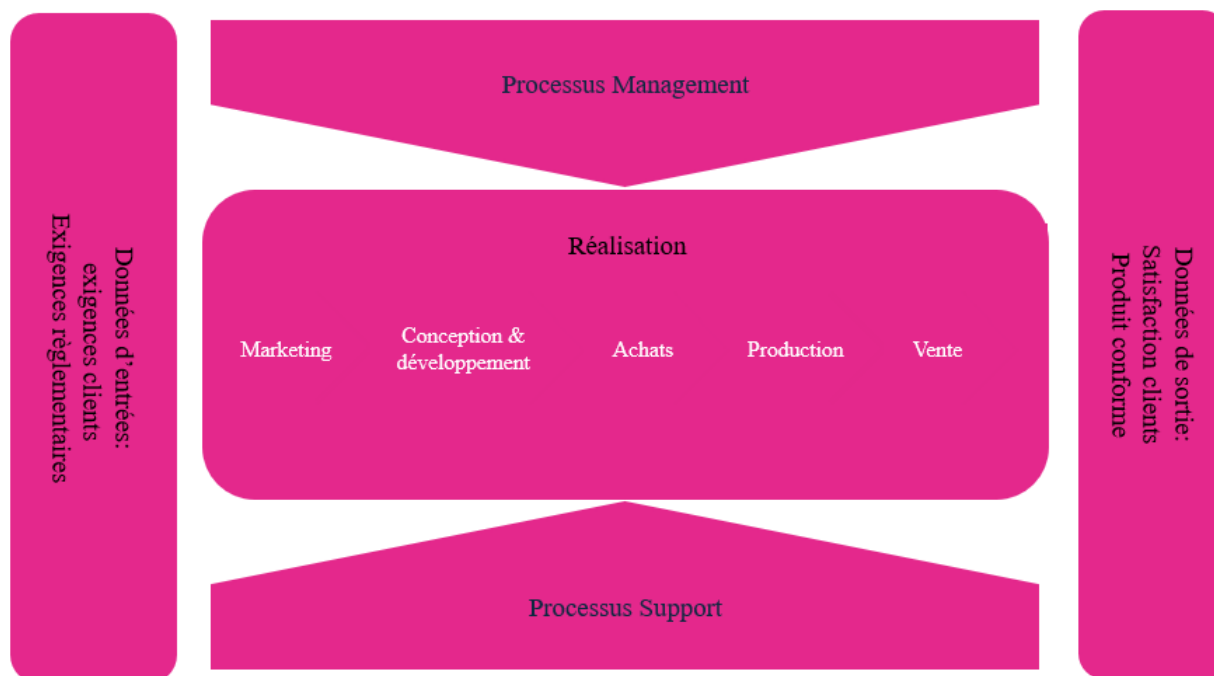 Processus Management
Données d’entrées:
exigences clients
Exigences règlementaires
Réalisation
Marketing
Conception &
développement
Achats
Production
Vente
Données de sortie:
Satisfaction clients
Produit conforme
Processus Support